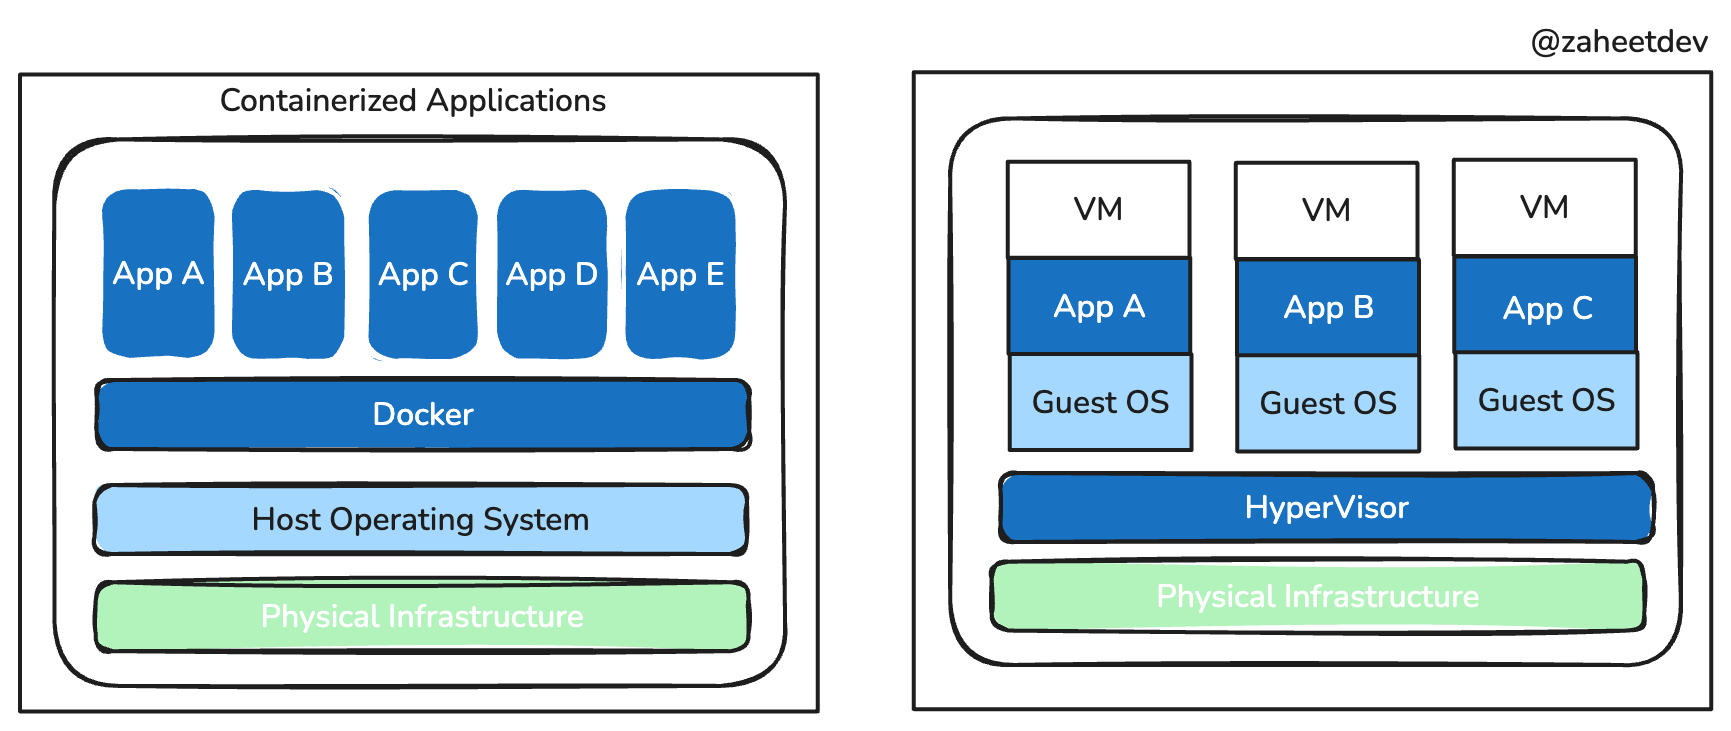 @zaheetdev
Containerized Applications
App A
App B
App C
App D
App E
Docker
Host Operating System
Physical Infrastructure
VM
VM
VM
App A
App B
App C
Guest OS
Guest OS
Guest OS
HyperVisor
Physical Infrastructure